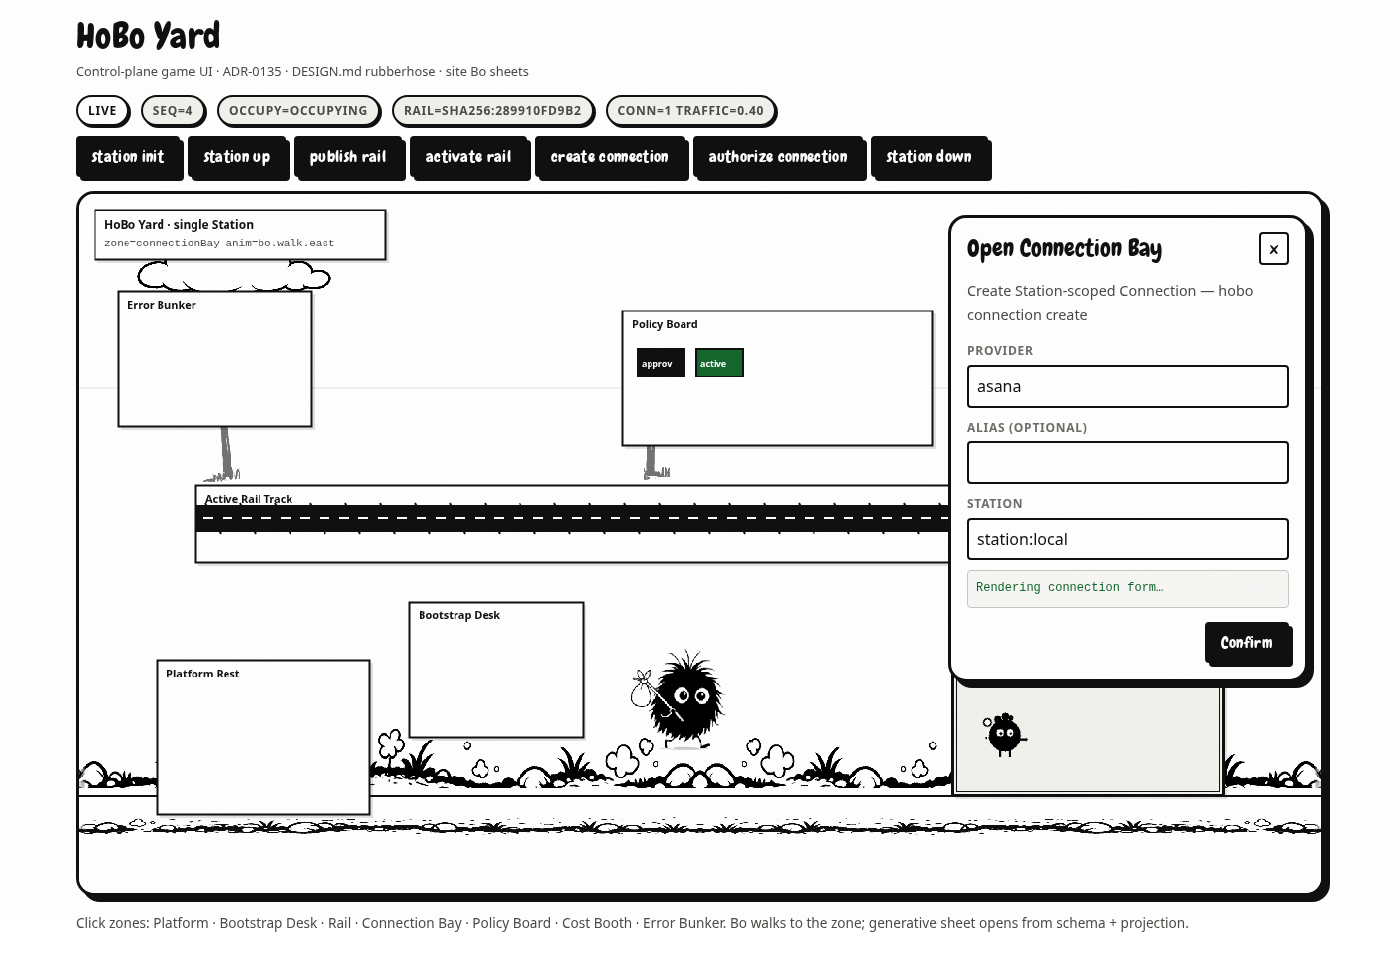 HoBo Yard
Control-plane game UI · ADR-0135 · DESIGN.md rubberhose · site Bo sheets
LIVE
SEQ=4
OCCUPY=OCCUPYING
RAIL=SHA256:289910FD9B2
CONN=1 TRAFFIC=0.40
station init
station up
publish rail
activate rail
create connection
authorize connection
station down
HoBo Yard · single Station
zone=connectionBay anim=bo.walk.east
Error Bunker
Policy Board
approv
active
Active Rail Track
Bootstrap Desk
Platform Rest
Open Connection Bay
x
Create Station-scoped Connection — hobo
connection create
PROVIDER
asana
ALIAS (OPTIONAL)
STATION
station:local
Rendering connection form…
Confirm
Click zones: Platform · Bootstrap Desk · Rail · Connection Bay · Policy Board · Cost Booth · Error Bunker. Bo walks to the zone; generative sheet opens from schema + projection.